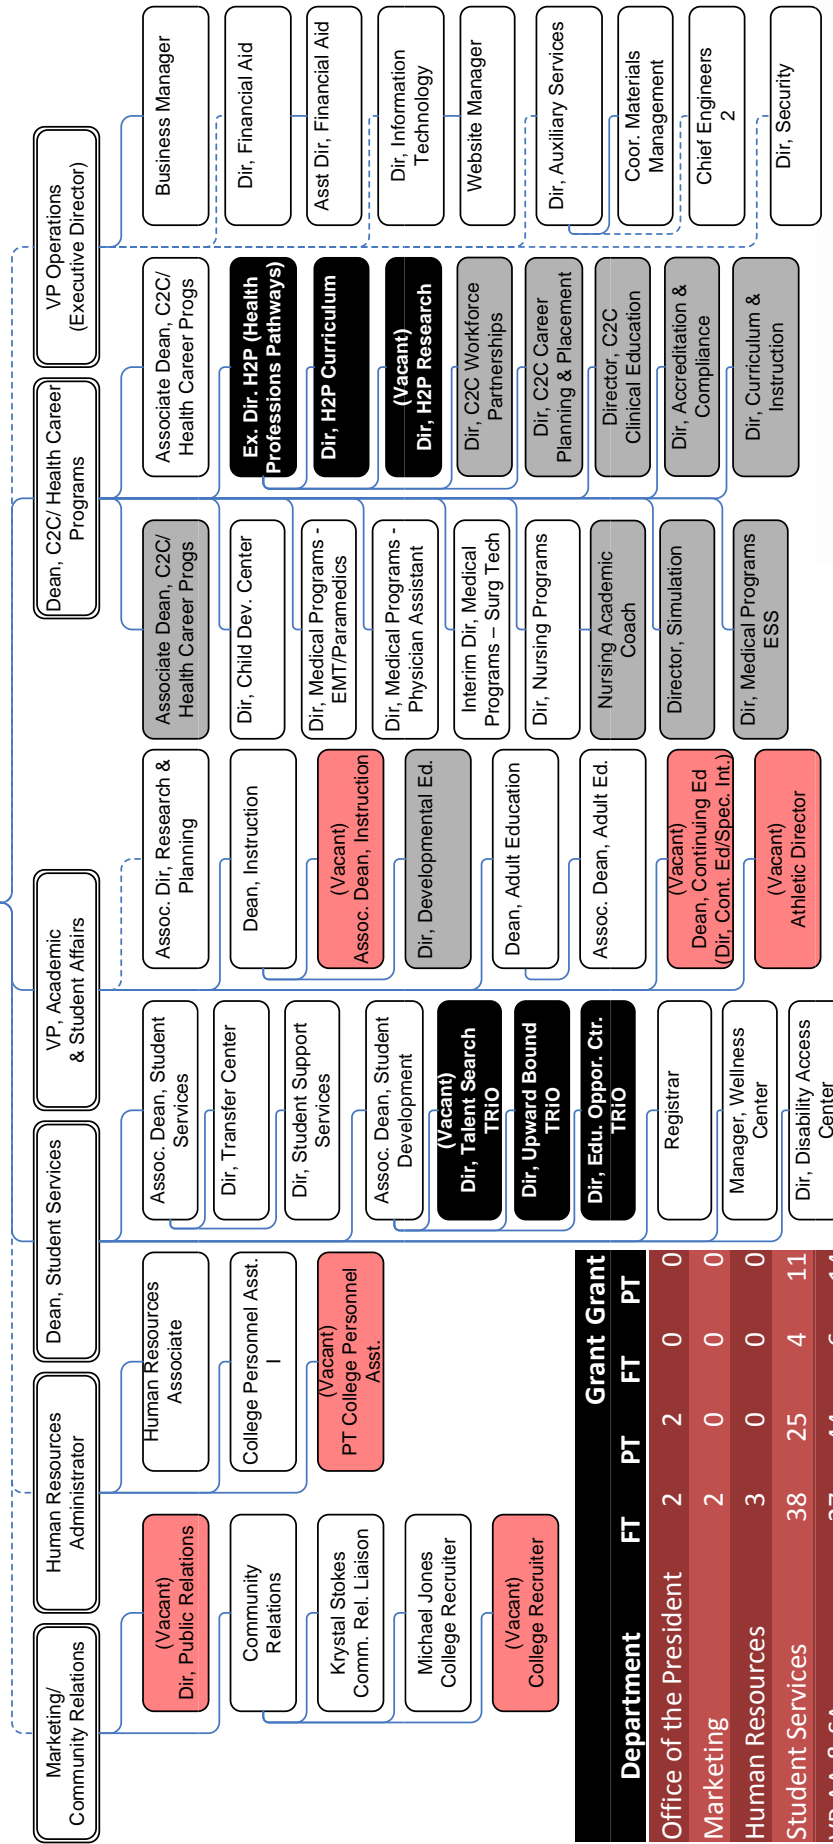 Marketing/
Community Relations
Human Resources
Administrator
Dean, Student Services
VP, Academic
& Student Affairs
Dean, C2C/ Health Career
Programs
VP Operations
(Executive Director)
(Vacant)
Dir, Public Relations
Community
Relations
Krystal Stokes
Comm. Rel. Liaison
Michael Jones
College Recruiter
(Vacant)
College Recruiter
Human Resources
Associate
College Personnel Asst.
I
(Vacant)
PT College Personnel
Asst.
Assoc. Dean, Student
Services
Dir, Transfer Center
Dir, Student Support
Services
Assoc. Dean, Student
Development
(Vacant)
Dir, Talent Search
TRiO
Dir, Upward Bound
TRiO
Dir, Edu. Oppor. Ctr.
TRiO
Registrar
Manager, Wellness
Center
Dir, Disability Access
Center
Assoc. Dir, Research &
Planning
Dean, Instruction
(Vacant)
Assoc. Dean, Instruction
Dir, Developmental Ed.
Dean, Adult Education
Assoc. Dean, Adult Ed.
(Vacant)
Dean, Continuing Ed
(Dir, Cont. Ed/Spec. Int.)
(Vacant)
Athletic Director
Associate Dean, C2C/
Health Career Progs
Dir, Child Dev. Center
Dir, Medical Programs -
EMT/Paramedics
Dir, Medical Programs -
Physician Assistant
Interim Dir, Medical
Programs – Surg Tech
Dir, Nursing Programs
Nursing Academic
Coach
Director, Simulation
Dir, Medical Programs
ESS
Associate Dean, C2C/
Health Career Progs
Ex. Dir. H2P (Health
Professions Pathways)
Dir, H2P Curriculum
(Vacant)
Dir, H2P Research
Dir, C2C Workforce
Partnerships
Dir, C2C Career
Planning & Placement
Director, C2C
Clinical Education
Dir, Accreditation &
Compliance
Dir, Curriculum &
Instruction
Business Manager
Dir, Financial Aid
Asst Dir, Financial Aid
Dir, Information
Technology
Website Manager
Dir, Auxiliary Services
Coor. Materials
Management
Chief Engineers
2
Dir, Security
Department FT PT Grant FT Grant PT
Office of the President 2 2 0 0
Marketing 2 0 0 0
Human Resources 3 0 0 0
Student Services 38 25 4 11